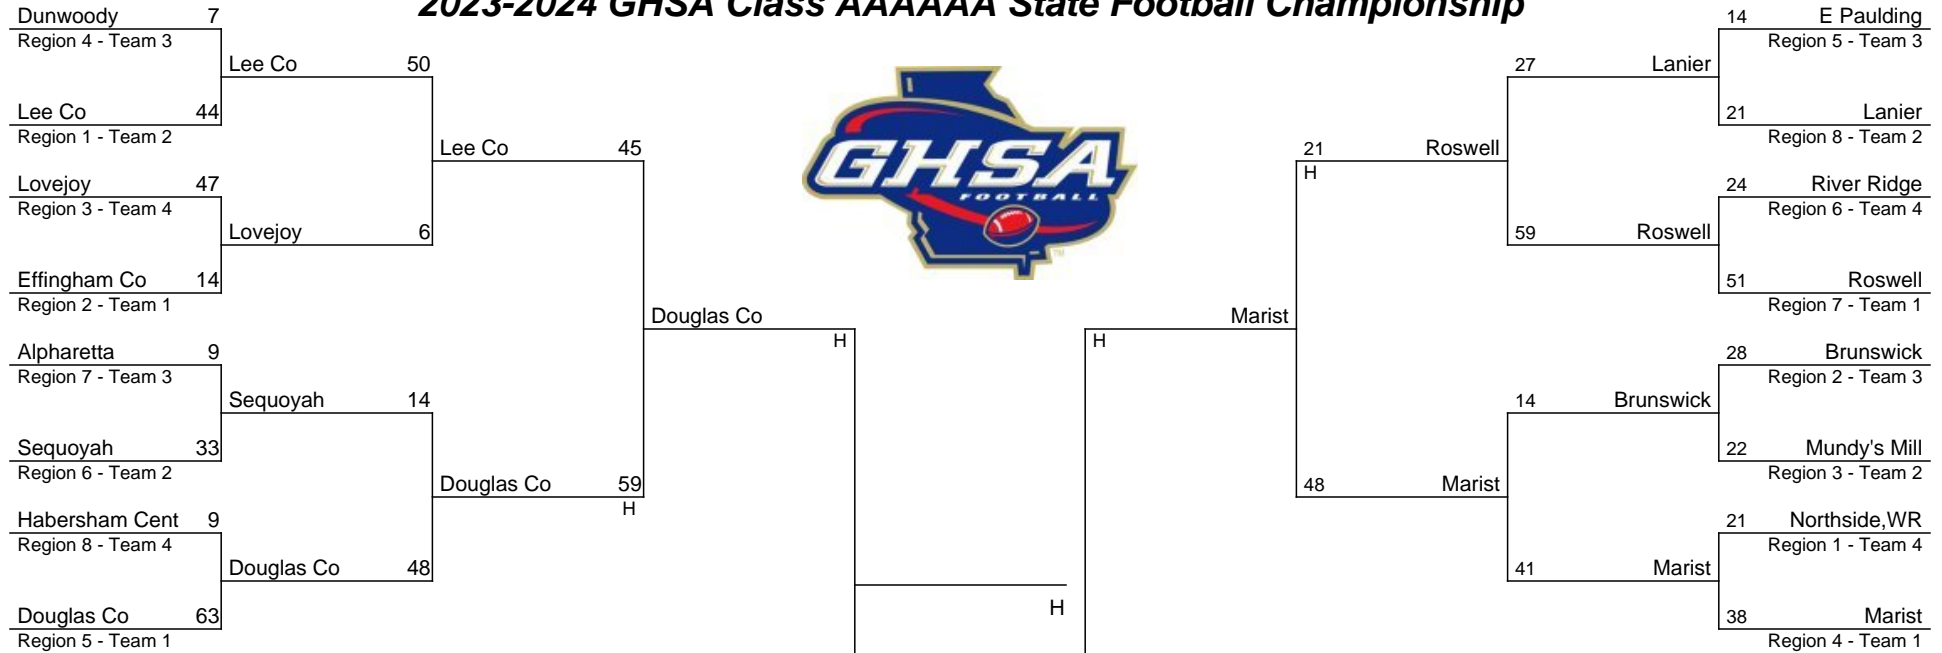 2023-2024 GHSA Class AAAAAA State Football Championship
Dunwoody 7
Region 4 - Team 3
Lee Co 50
Lee Co 44
Region 1 - Team 2
Lee Co 45
Lovejoy 47
Region 3 - Team 4
Lovejoy 6
Effingham Co 14
Region 2 - Team 1
Douglas Co
H
Alpharetta 9
Region 7 - Team 3
Sequoyah 14
Sequoyah 33
Region 6 - Team 2
Douglas Co 59
H
Habersham Cent 9
Region 8 - Team 4
Douglas Co 48
Douglas Co 63
Region 5 - Team 1
GHSA
FOOTBALL
TM
H
14 E Paulding
Region 5 - Team 3
27 Lanier
21 Lanier
Region 8 - Team 2
21 Roswell
H
24 River Ridge
Region 6 - Team 4
59 Roswell
51 Roswell
Region 7 - Team 1
Marist
H
28 Brunswick
Region 2 - Team 3
14 Brunswick
22 Mundy's Mill
Region 3 - Team 2
48 Marist
21 Northside,WR
Region 1 - Team 4
41 Marist
38 Marist
Region 4 - Team 1